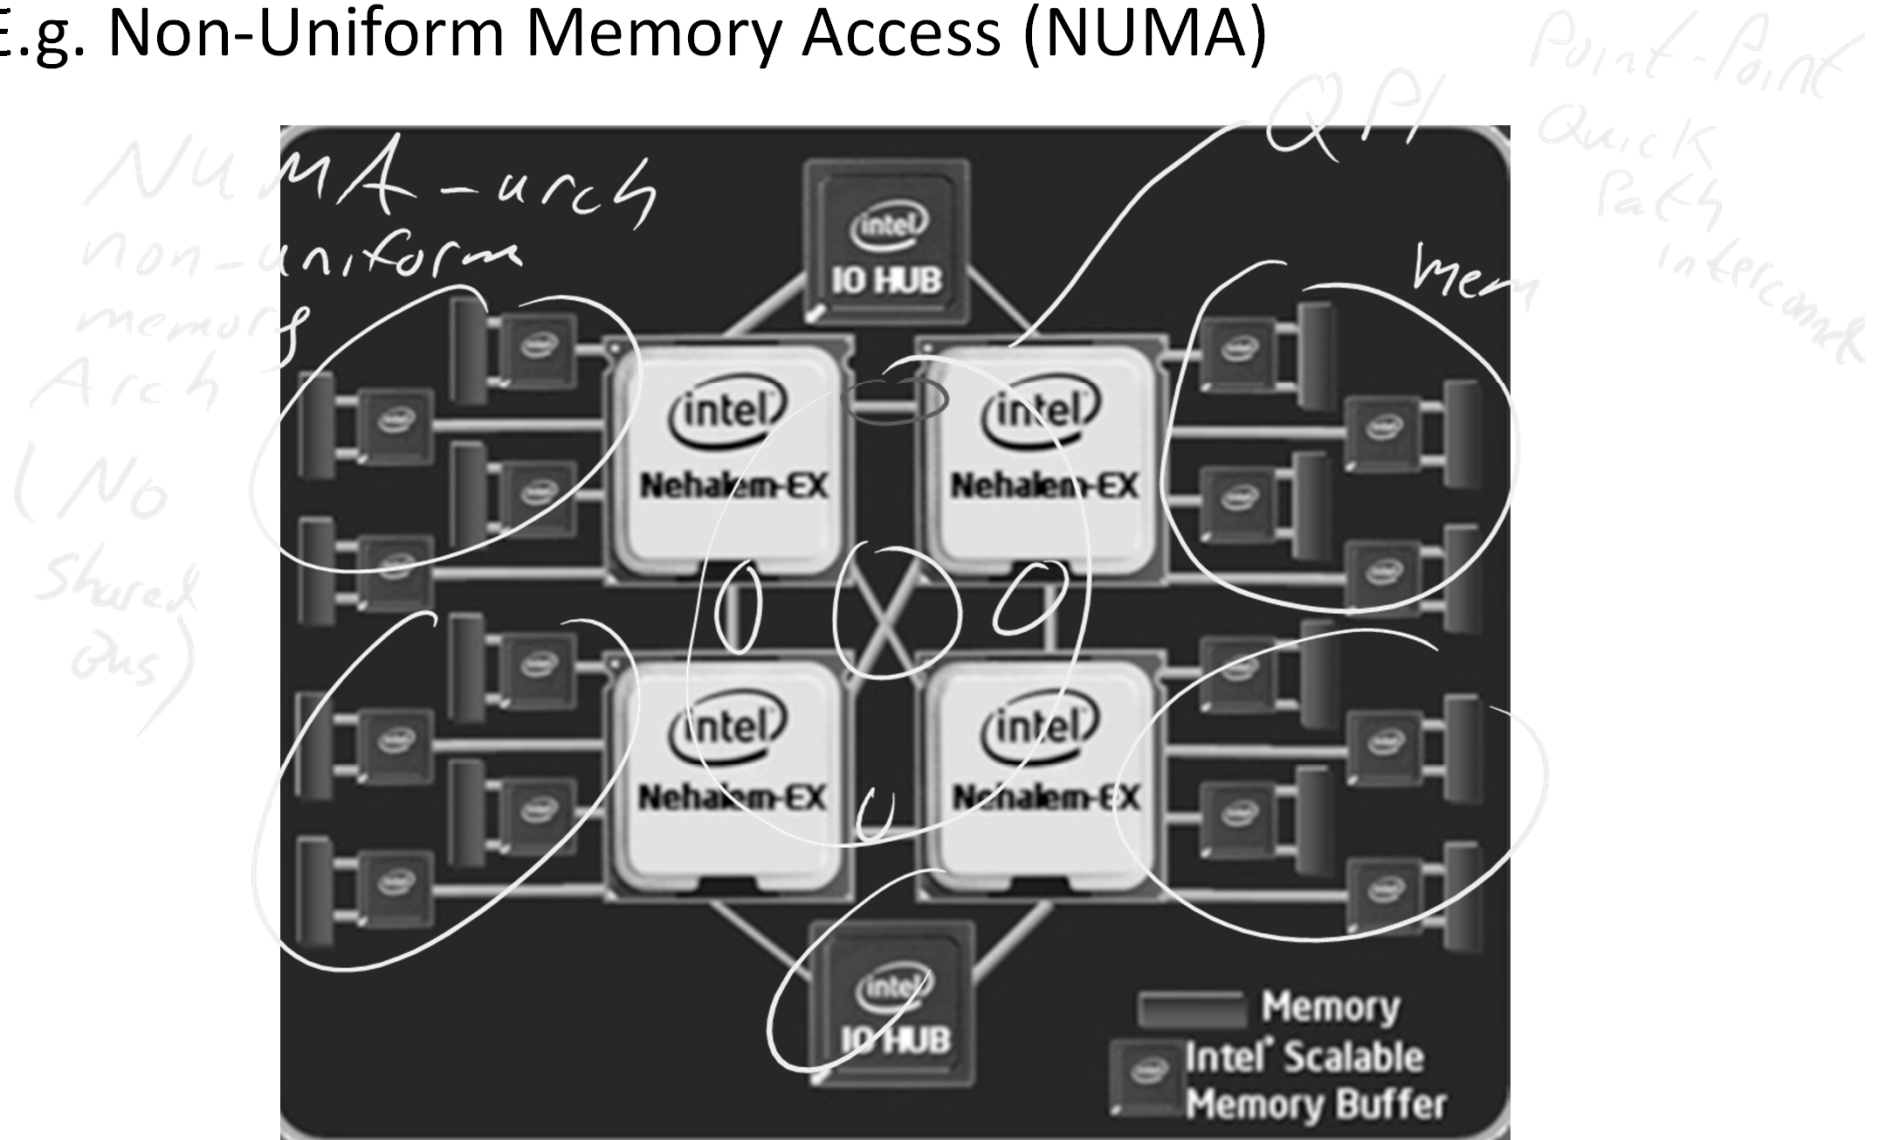 E.g. Non-Uniform Memory Access (NUMA)
Point-Point
QPI
Quick
Path
interconnect
NuMA-arch
non-uniform
memory
Arch
(No
shared
Bus)
mem
intel
IO HUB
intel
Nehalem-EX
intel
Nehalem-EX
intel
Nehalem-EX
intel
Nehalem-EX
intel
IO HUB
Memory
Intel® Scalable
Memory Buffer